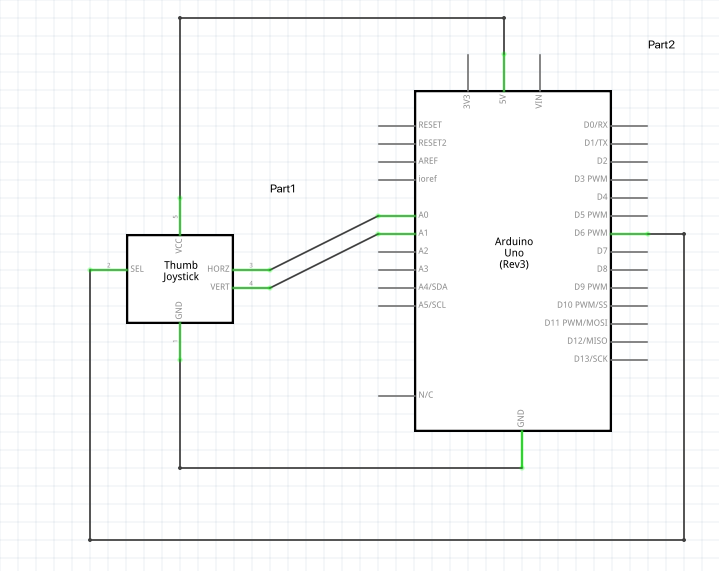 Part2
3V3
5V
VIN
RESET
D0/RX
RESET2
D1/TX
AREF
D2
ioref
D3 PWM
Part1
D4
A0
D5 PWM
A1
D6 PWM
A2
D7
A3
D8
A4/SDA
D9 PWM
A5/SCL
D10 PWM/SS
D11 PWM/MOSI
D12/MISO
D13/SCK
N/C
GND
Arduino
Uno
(Rev3)
5
VCC
2
SEL
Thumb
Joystick
HORZ
3
VERT
4
GND
1